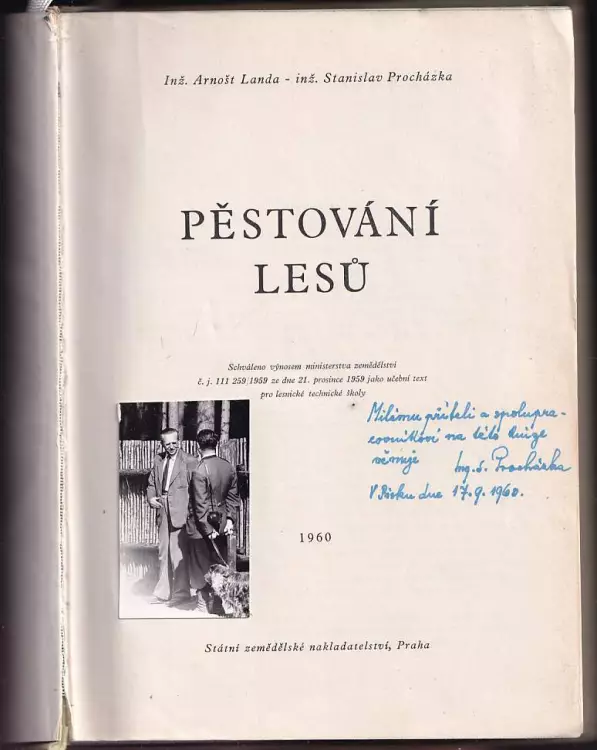 Inž. Arnošt Landa - inž. Stanislav Procházka
PĚSTOVÁNÍ
LESŮ
Schváleno výnosem ministerstva zemědělství
č. j. 111 259/1959 ze dne 21. prosince 1959 jako učební text
pro lesnické technické školy
Milému příteli a spolupra-
covníkovi na této knize
věnuje Ing. S. Procházka
V Písku dne 17.9.1960.
1960
Státní zemědělské nakladatelství, Praha